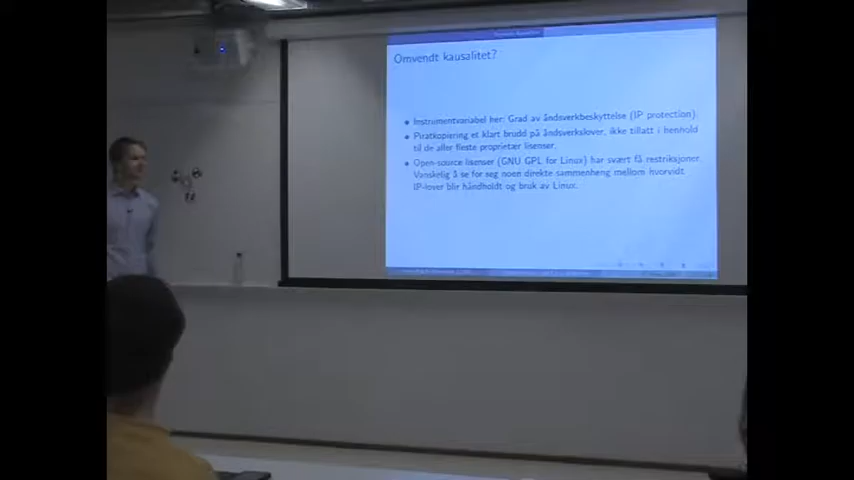 Omvendt kausalitet?
Instrumentvariabel her: Grad av åndsverkbeskyttelse (IP protection).
Piratkopiering et klart brudd på åndsverkslover, ikke tillatt i henhold
til de aller fleste proprietær lisenser.
Open-source lisenser (GNU GPL for Linux) har svært få restriksjoner.
Vanskelig å se for seg noen direkte sammenheng mellom hvorvidt
IP-lover blir håndholdt og bruk av Linux.